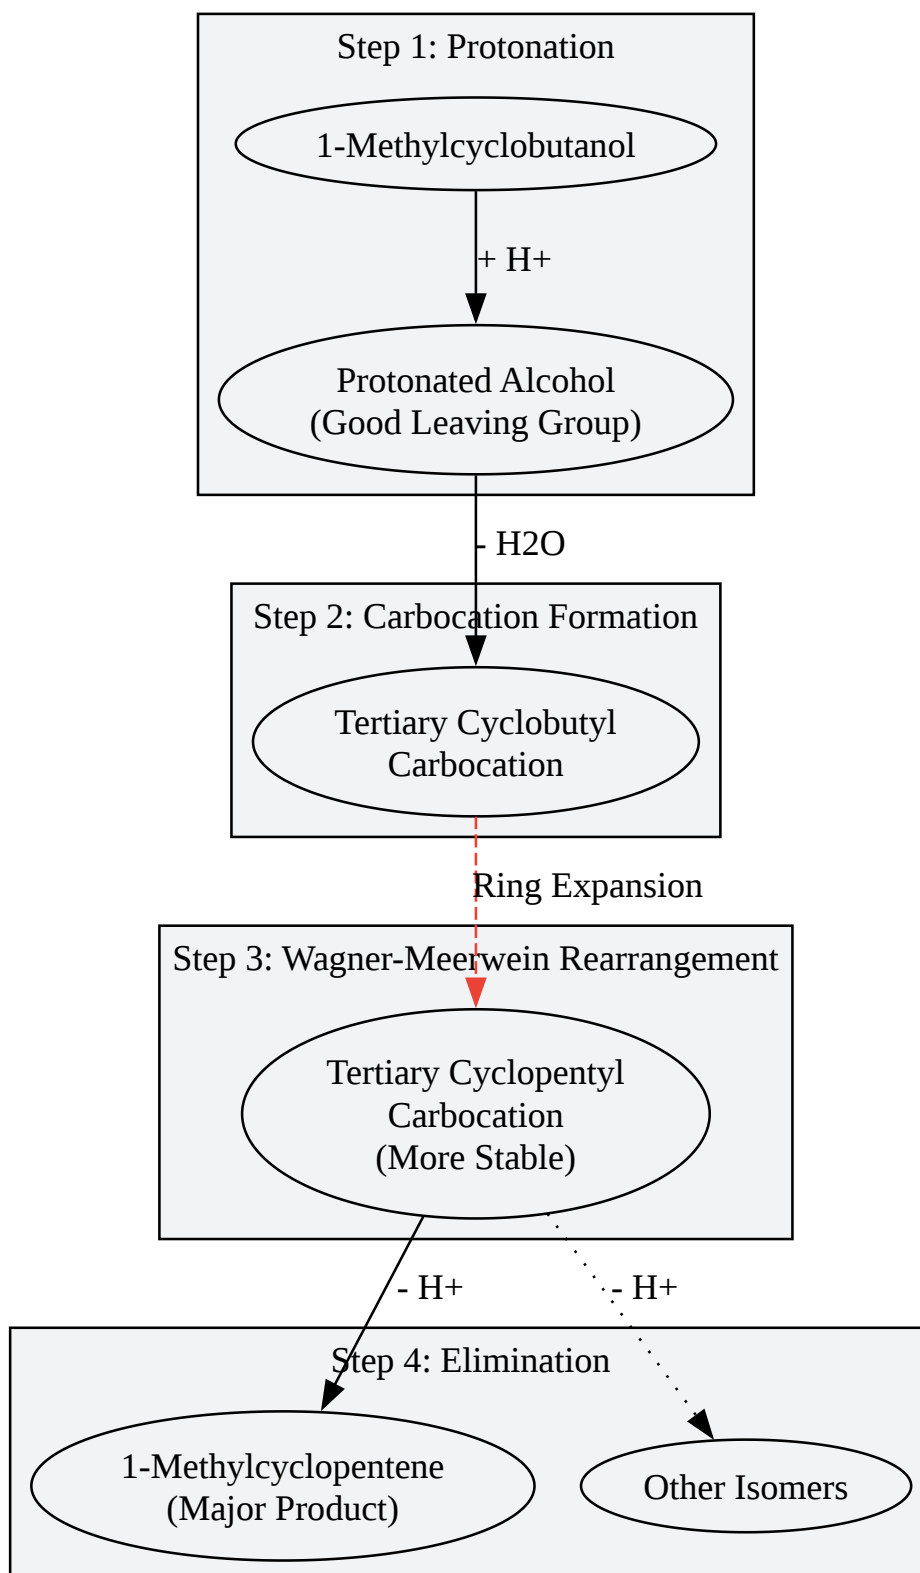 Step 1: Protonation
1-Methylcyclobutanol
+ H+
Protonated Alcohol
(Good Leaving Group)
- H2O
Step 2: Carbocation Formation
Tertiary Cyclobutyl
Carbocation
Ring Expansion
Step 3: Wagner-Meerwein Rearrangement
Tertiary Cyclopentyl
Carbocation
(More Stable)
- H+
- H+
Step 4: Elimination
1-Methylcyclopentene
(Major Product)
Other Isomers